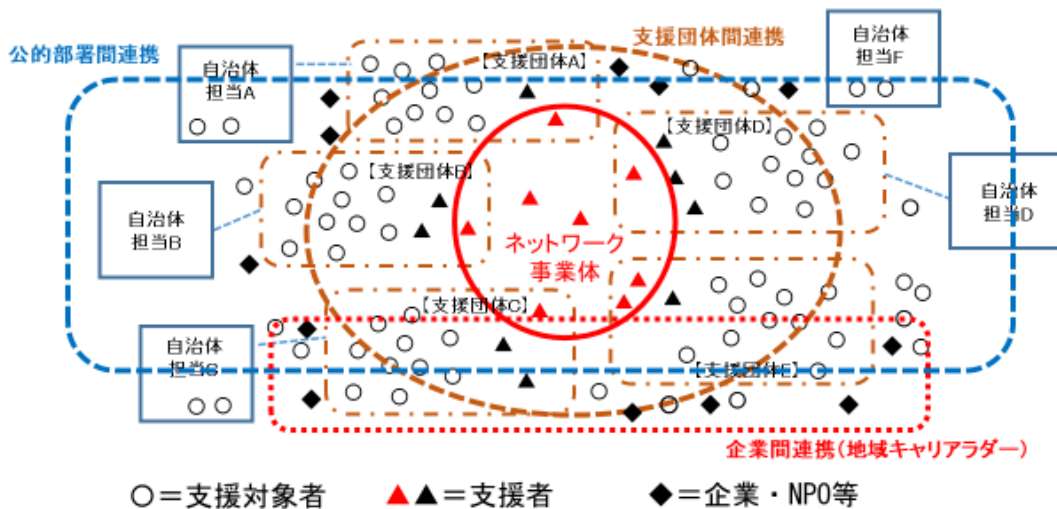 公的部署間連携
自治体
担当A
【支援団体A】
支援団体間連携
自治体
担当F
【支援団体D】
【支援団体B】
自治体
担当B
自治体
担当D
ネットワーク
事業体
【支援団体C】
自治体
担当C
【支援団体E】
企業間連携(地域キャリアラダー)
○=支援対象者 ▲▲=支援者 ◆=企業・NPO等